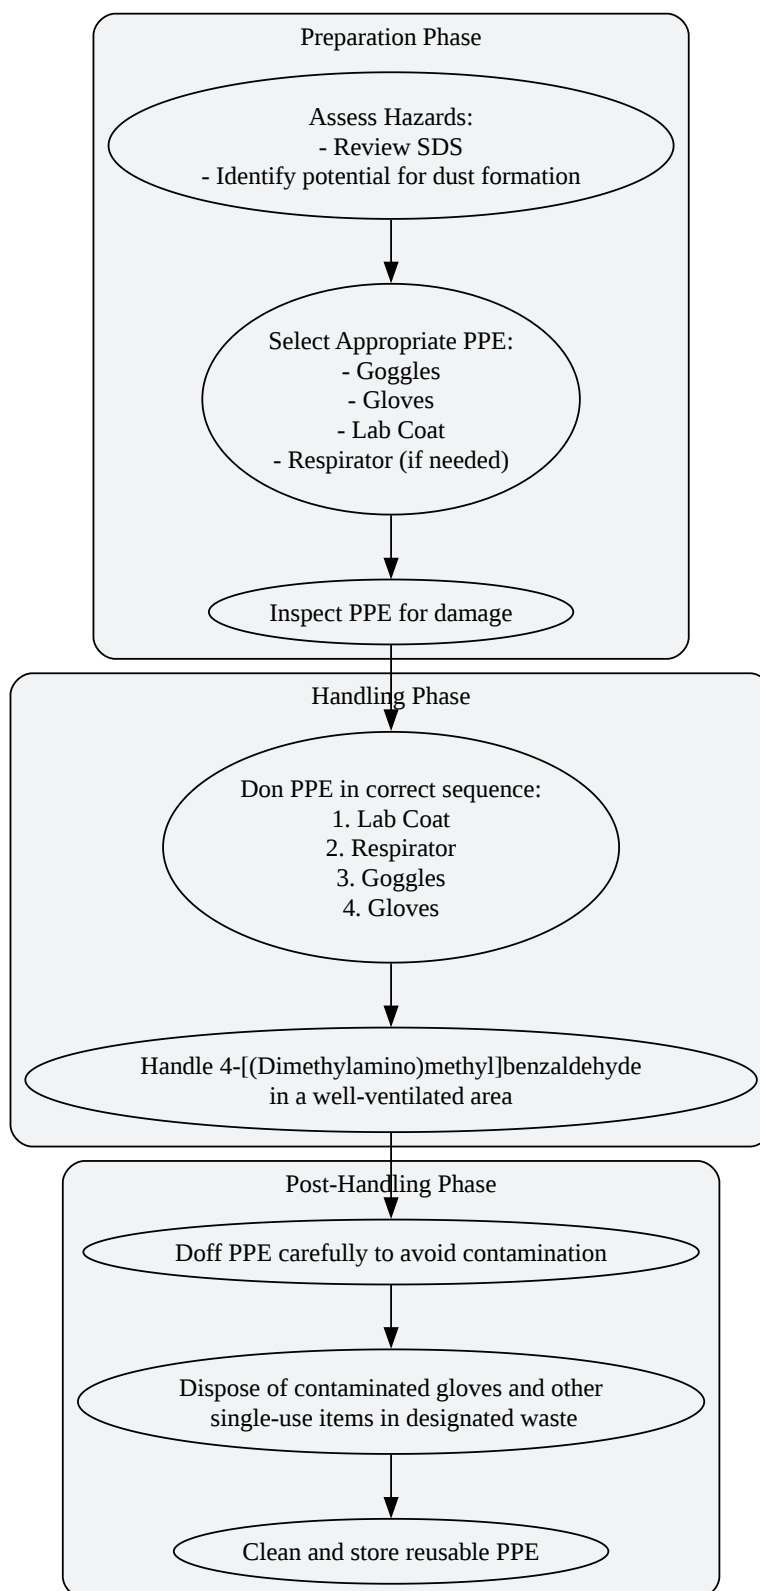 Preparation Phase
Assess Hazards:
- Review SDS
- Identify potential for dust formation
Select Appropriate PPE:
- Goggles
- Gloves
- Lab Coat
- Respirator (if needed)
Inspect PPE for damage
Handling Phase
Don PPE in correct sequence:
1. Lab Coat
2. Respirator
3. Goggles
4. Gloves
Handle 4-[(Dimethylamino)methyl]benzaldehyde
in a well-ventilated area
Post-Handling Phase
Doff PPE carefully to avoid contamination
Dispose of contaminated gloves and other
single-use items in designated waste
Clean and store reusable PPE